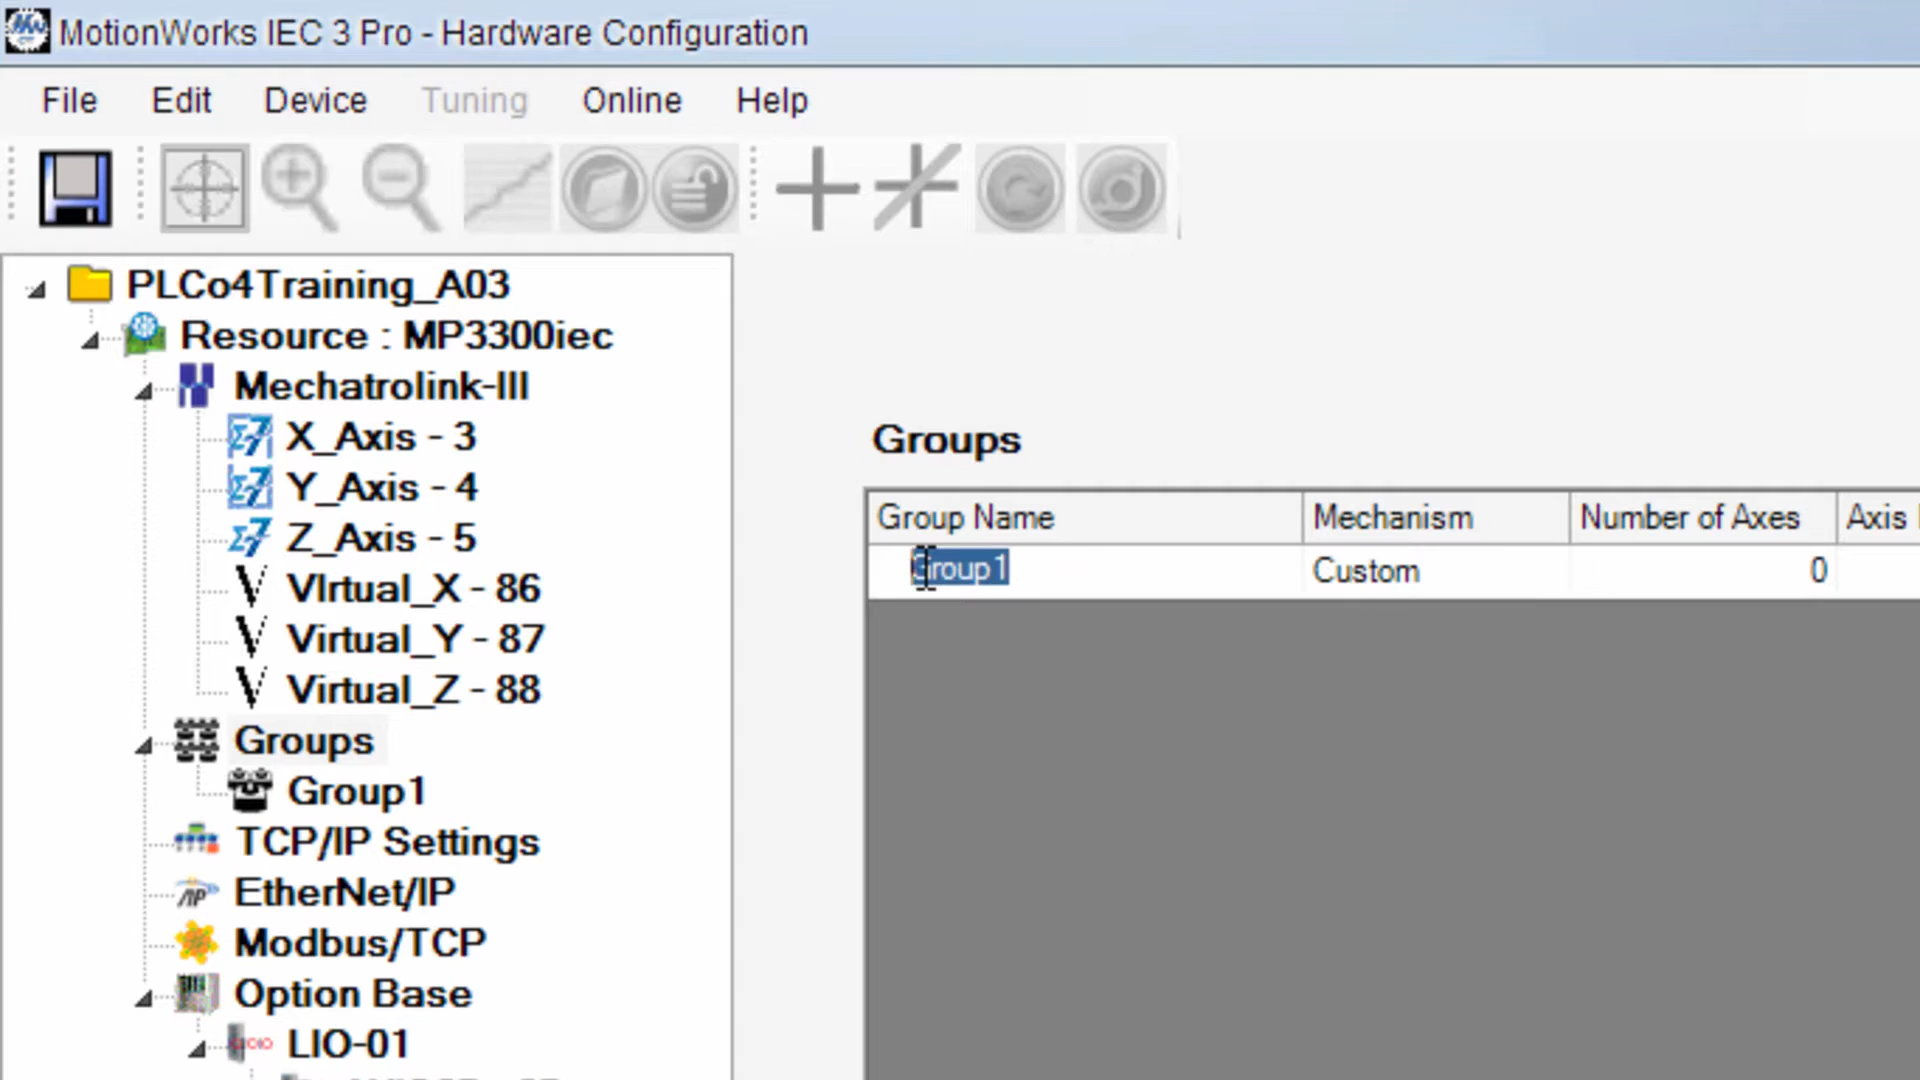 MotionWorks IEC 3 Pro - Hardware Configuration
File Edit Device Tuning Online Help
PLCo4Training_A03
Resource : MP3300iec
Mechatrolink-III
X_Axis - 3
Y_Axis - 4
Z_Axis - 5
VIrtual_X - 86
Virtual_Y - 87
Virtual_Z - 88
Groups
Group1
TCP/IP Settings
EtherNet/IP
Modbus/TCP
Option Base
LIO-01
Groups
Group Name Mechanism Number of Axes Axis
Group1 Custom 0